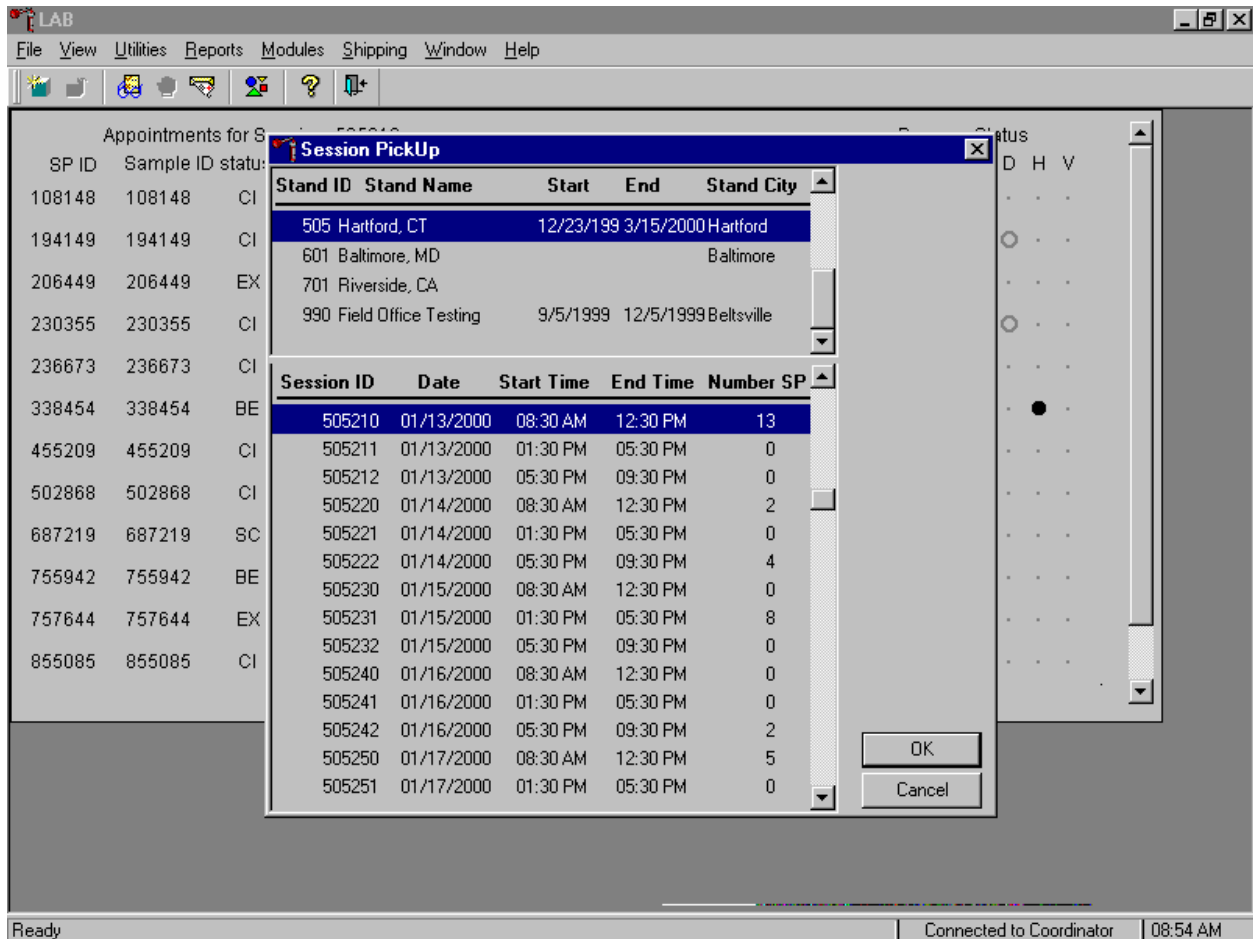 LAB
File View Utilities Reports Modules Shipping Window Help
Appointments for S
SP ID Sample ID statu
D H V
108148 108148 CI
194149 194149 CI
206449 206449 EX
230355 230355 CI
236673 236673 CI
338454 338454 BE
455209 455209 CI
502868 502868 CI
687219 687219 SC
755942 755942 BE
757644 757644 EX
855085 855085 CI
Session PickUp
Stand ID Stand Name Start End Stand City
505 Hartford, CT 12/23/199 3/15/2000 Hartford
601 Baltimore, MD Baltimore
701 Riverside, CA
990 Field Office Testing 9/5/1999 12/5/1999 Beltsville
Session ID Date Start Time End Time Number SP
505210 01/13/2000 08:30 AM 12:30 PM 13
505211 01/13/2000 01:30 PM 05:30 PM 0
505212 01/13/2000 05:30 PM 09:30 PM 0
505220 01/14/2000 08:30 AM 12:30 PM 2
505221 01/14/2000 01:30 PM 05:30 PM 0
505222 01/14/2000 05:30 PM 09:30 PM 4
505230 01/15/2000 08:30 AM 12:30 PM 0
505231 01/15/2000 01:30 PM 05:30 PM 8
505232 01/15/2000 05:30 PM 09:30 PM 0
505240 01/16/2000 08:30 AM 12:30 PM 0
505241 01/16/2000 01:30 PM 05:30 PM 0
505242 01/16/2000 05:30 PM 09:30 PM 2
505250 01/17/2000 08:30 AM 12:30 PM 5
505251 01/17/2000 01:30 PM 05:30 PM 0
OK
Cancel
Ready Connected to Coordinator 08:54 AM